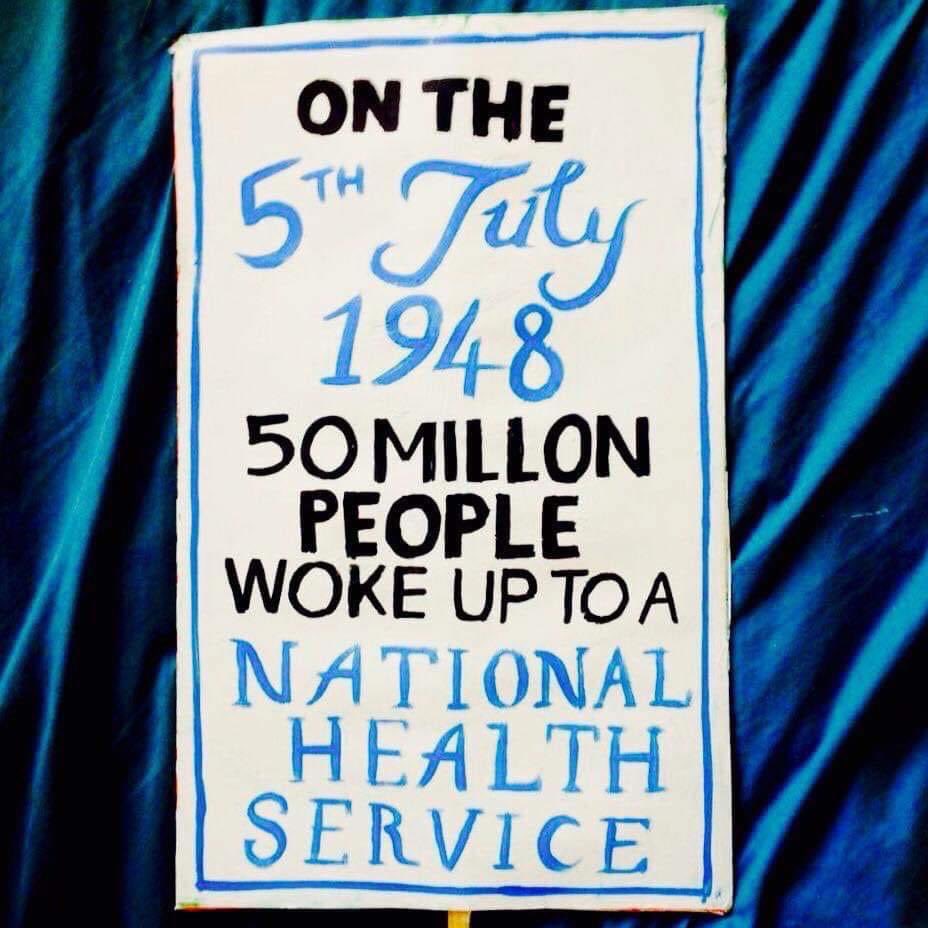 ON THE
5TH July
1948
50 MILLON
PEOPLE
WOKE UP TO A
NATIONAL
HEALTH
SERVICE